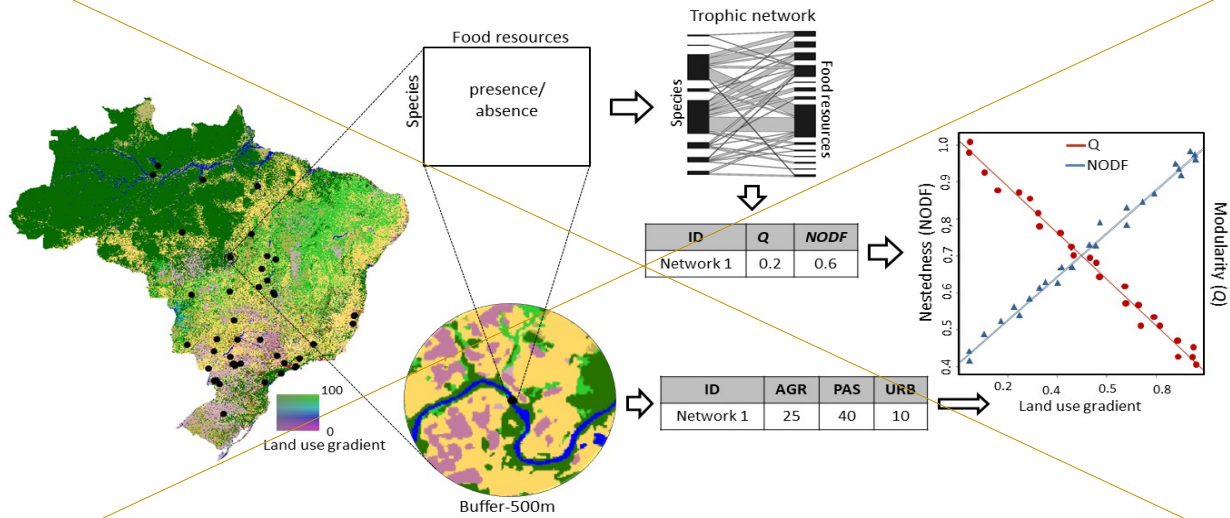 Food resources
Species
presence/
absence
Trophic network
Species
Food resources
ID Q NODF
Network 1 0.2 0.6
100
0
Land use gradient
Buffer-500m
ID AGR PAS URB
Network 1 25 40 10
Q
NODF
Nestedness (NODF)
Modularity (Q)
1.0
0.9
0.8
0.7
0.6
0.5
0.4
0.2 0.4 0.5 0.8
Land use gradient